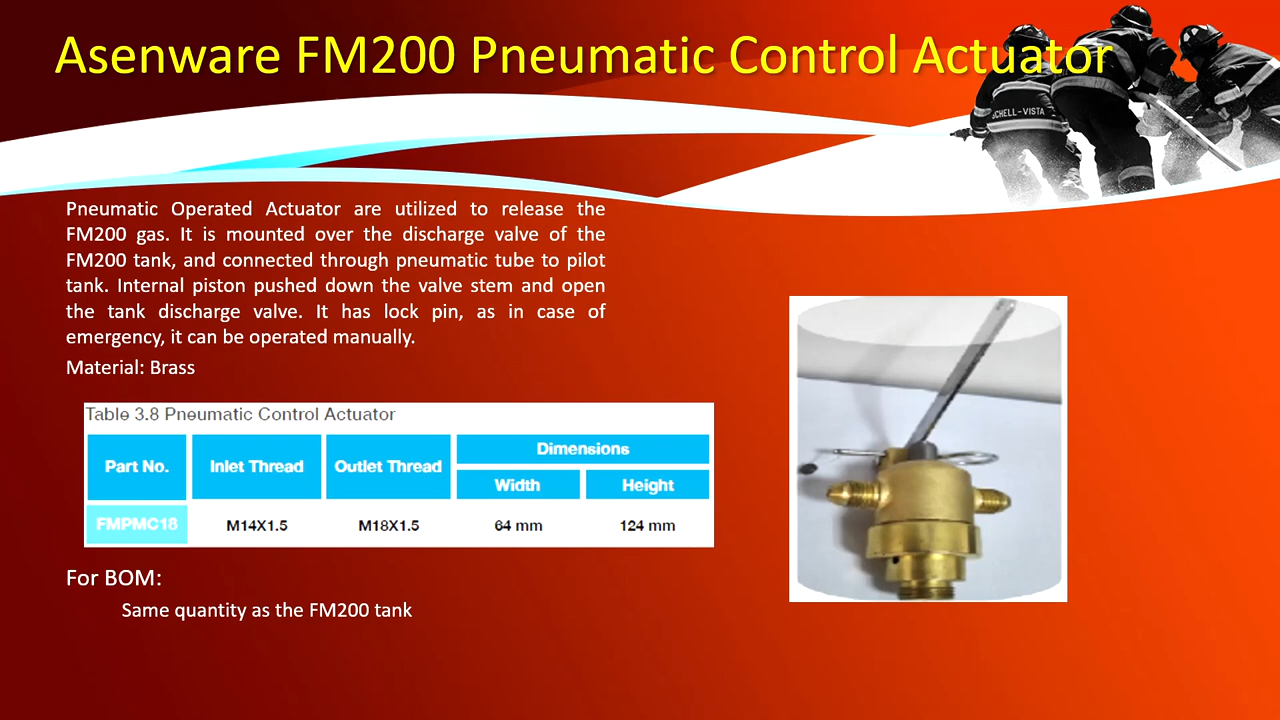 Asenware FM200 Pneumatic Control Actuator
SCHELL-VISTA
Pneumatic Operated Actuator are utilized to release the
FM200 gas. It is mounted over the discharge valve of the
FM200 tank, and connected through pneumatic tube to pilot
tank. Internal piston pushed down the valve stem and open
the tank discharge valve. It has lock pin, as in case of
emergency, it can be operated manually.
Material: Brass
Table 3.8 Pneumatic Control Actuator
Part No. Inlet Thread Outlet Thread Dimensions
Width Height
FMPMC18 M14X1.5 M18X1.5 64 mm 124 mm
For BOM:
Same quantity as the FM200 tank